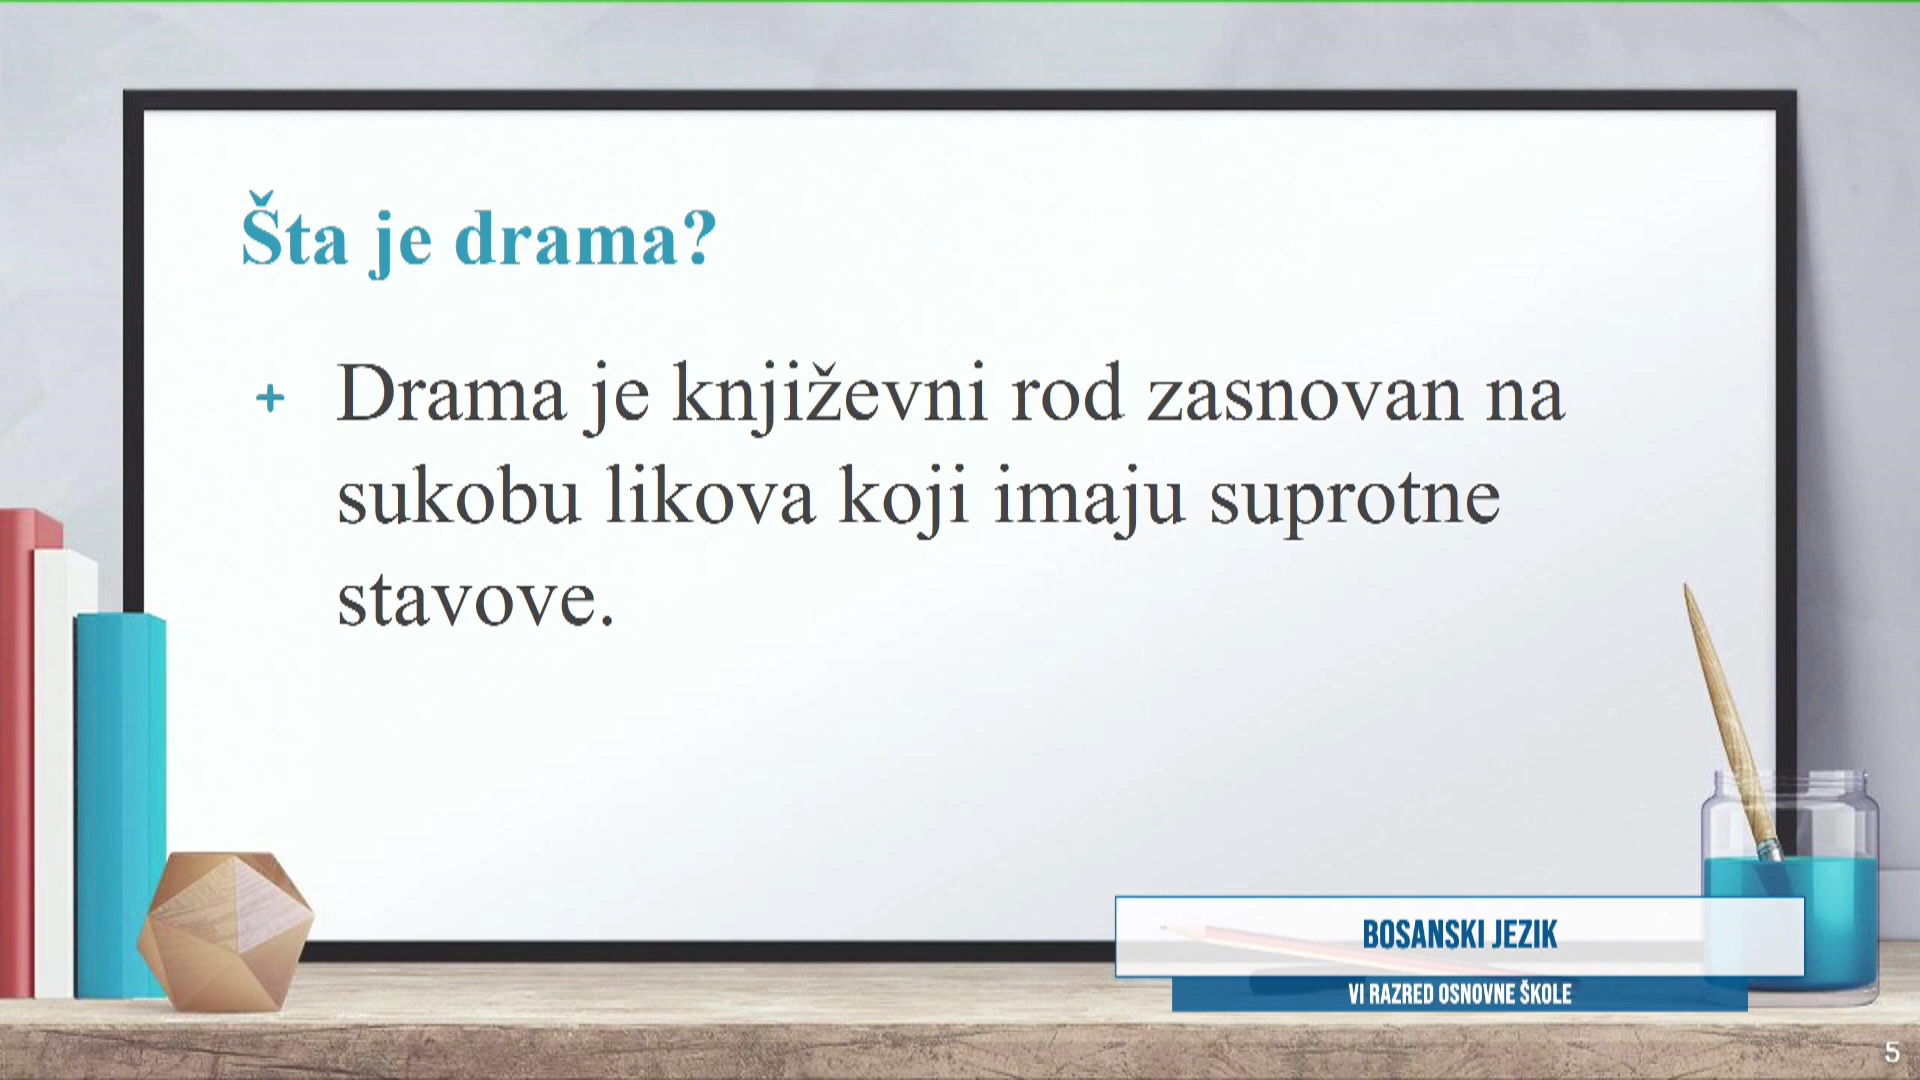 Šta je drama?
+ Drama je književni rod zasnovan na
sukobu likova koji imaju suprotne
stavove.
BOSANSKI JEZIK
VI RAZRED OSNOVNE ŠKOLE
5